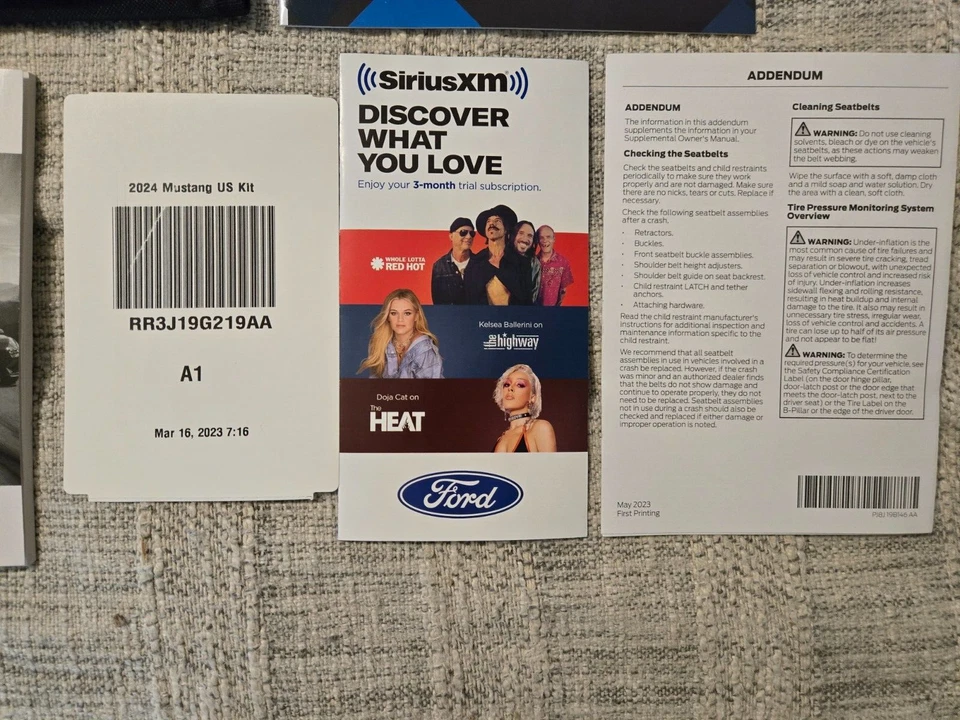 2024 Mustang US Kit
RR3J19G219AA
A1
Mar 16, 2023 7:16
SiriusXM
DISCOVER
WHAT
YOU LOVE
Enjoy your 3-month trial subscription.
WHOLE LOTTA
RED HOT
Kelsea Ballerini on
the highway
Doja Cat on
The
HEAT
Ford
ADDENDUM
ADDENDUM
The information in this addendum
supplements the information in your
Supplemental Owner's Manual.
Checking the Seatbelts
Check the seatbelts and child restraints
periodically to make sure they work
properly and are not damaged. Make sure
there are no nicks, tears or cuts. Replace if
necessary.
Check the following seatbelt assemblies
after a crash.
· Retractors.
· Buckles.
· Front seatbelt buckle assemblies.
· Shoulder belt height adjusters.
· Shoulder belt guide on seat backrest.
· Child restraint LATCH and tether
anchors.
· Attaching hardware.
Read the child restraint manufacturer's
instructions for additional inspection and
maintenance information specific to the
child restraint.
We recommend that all seatbelt
assemblies in use in vehicles involved in a
crash be replaced. However, if the crash
was minor and an authorized dealer finds
that the belts do not show damage and
continue to operate properly, they do not
need to be replaced. Seatbelt assemblies
not in use during a crash should also be
checked and replaced if either damage or
improper operation is noted.
Cleaning Seatbelts
WARNING: Do not use cleaning
solvents, bleach or dye on the vehicle's
seatbelts, as these actions may weaken
the belt webbing.
Wipe the surface with a soft, damp cloth
and a mild soap and water solution. Dry
the area with a clean, soft cloth.
Tire Pressure Monitoring System
Overview
WARNING: Under-inflation is the
most common cause of tire failures and
may result in severe tire cracking, tread
separation or blowout, with unexpected
loss of vehicle control and increased risk
of injury. Under-inflation increases
sidewall flexing and rolling resistance,
resulting in heat buildup and internal
damage to the tire. It also may result in
unnecessary tire stress, irregular wear,
loss of vehicle control and accidents. A
tire can lose up to half of its air pressure
and not appear to be flat!
WARNING: To determine the
required pressure(s) for your vehicle, see
the Safety Compliance Certification
Label (on the door hinge pillar,
door-latch post or the door edge that
meets the door-latch post, next to the
driver seat) or the Tire Label on the
B-Pillar or the edge of the driver door.
May 2023
First Printing